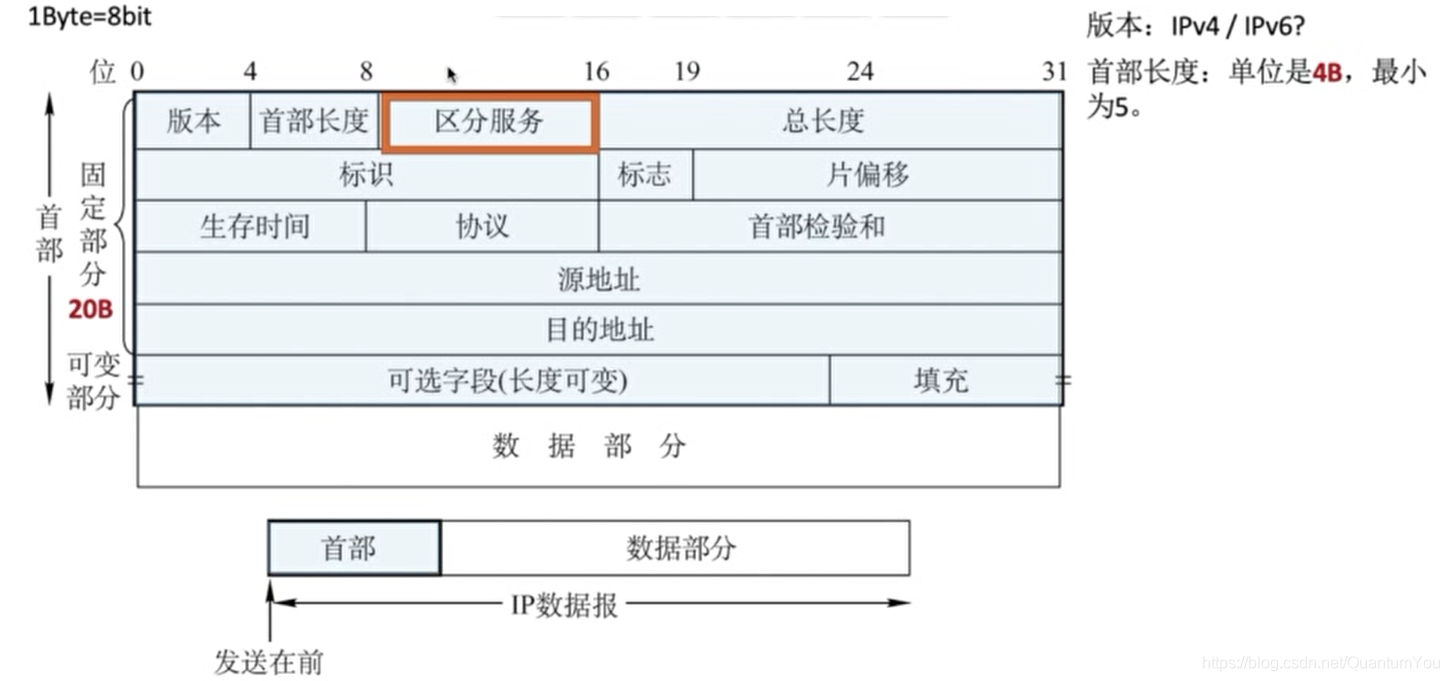 1Byte=8bit
版本：IPv4 / IPv6?
首部长度：单位是4B，最小
为5。
位 0 4 8 16 19 24 31
版本 首部长度 区分服务 总长度
标识 标志 片偏移
生存时间 协议 首部检验和
源地址
目的地址
可选字段(长度可变) 填充
数 据 部 分
首部
固定部分
20B
可变
部分
首部 数据部分
IP数据报
发送在前
https://blog.csdn.net/QuantumYou